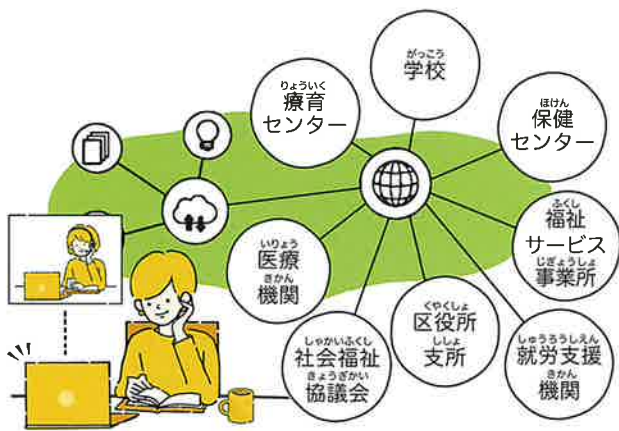 がっこう
学校
りょういく
療育
センター
ほけん
保健
センター
ふくし
福祉
サービス
じぎょうしょ
事業所
いりょう
医療
きかん
機関
くやくしょ
区役所
ししょ
支所
しゃかいふくし
社会福祉
きょうぎかい
協議会
しゅうろうしえん
就労支援
きかん
機関